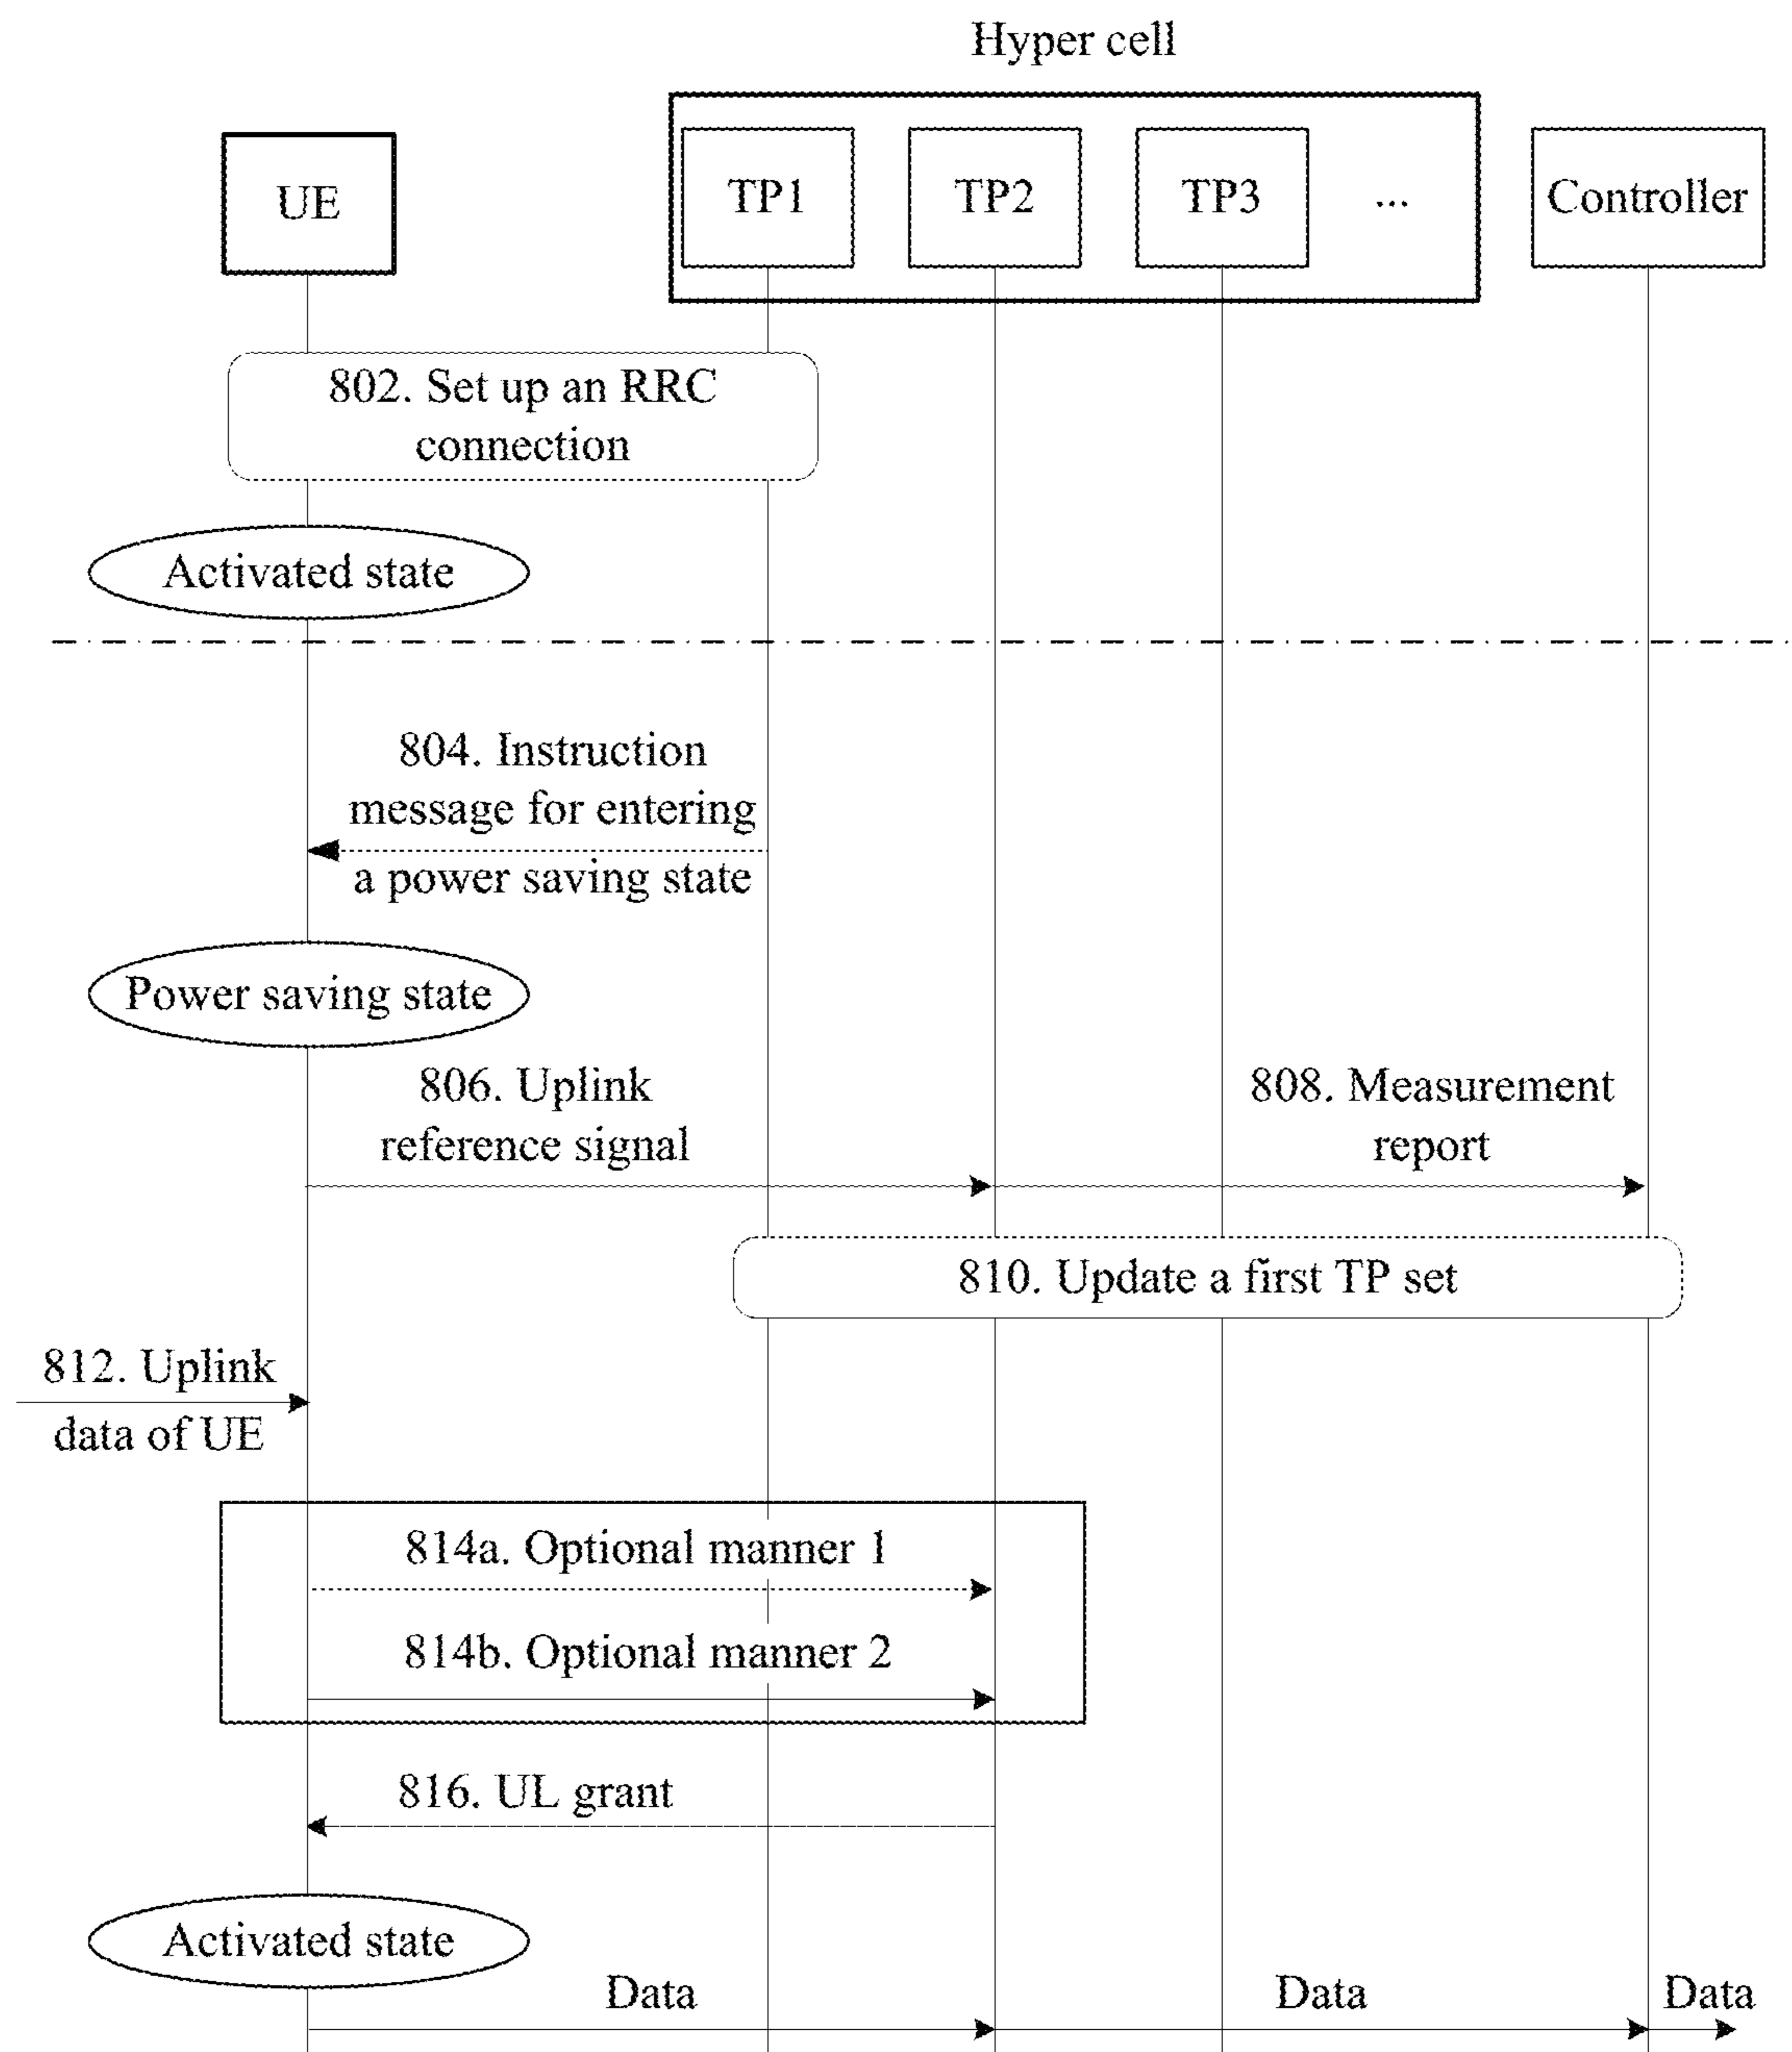 Hyper cell
UE
TP1
TP2
TP3
...
Controller
802. Set up an RRC
connection
Activated state
804. Instruction
message for entering
a power saving state
Power saving state
806. Uplink
reference signal
808. Measurement
report
810. Update a first TP set
812. Uplink
data of UE
814a. Optional manner 1
814b. Optional manner 2
816. UL grant
Activated state
Data
Data
Data